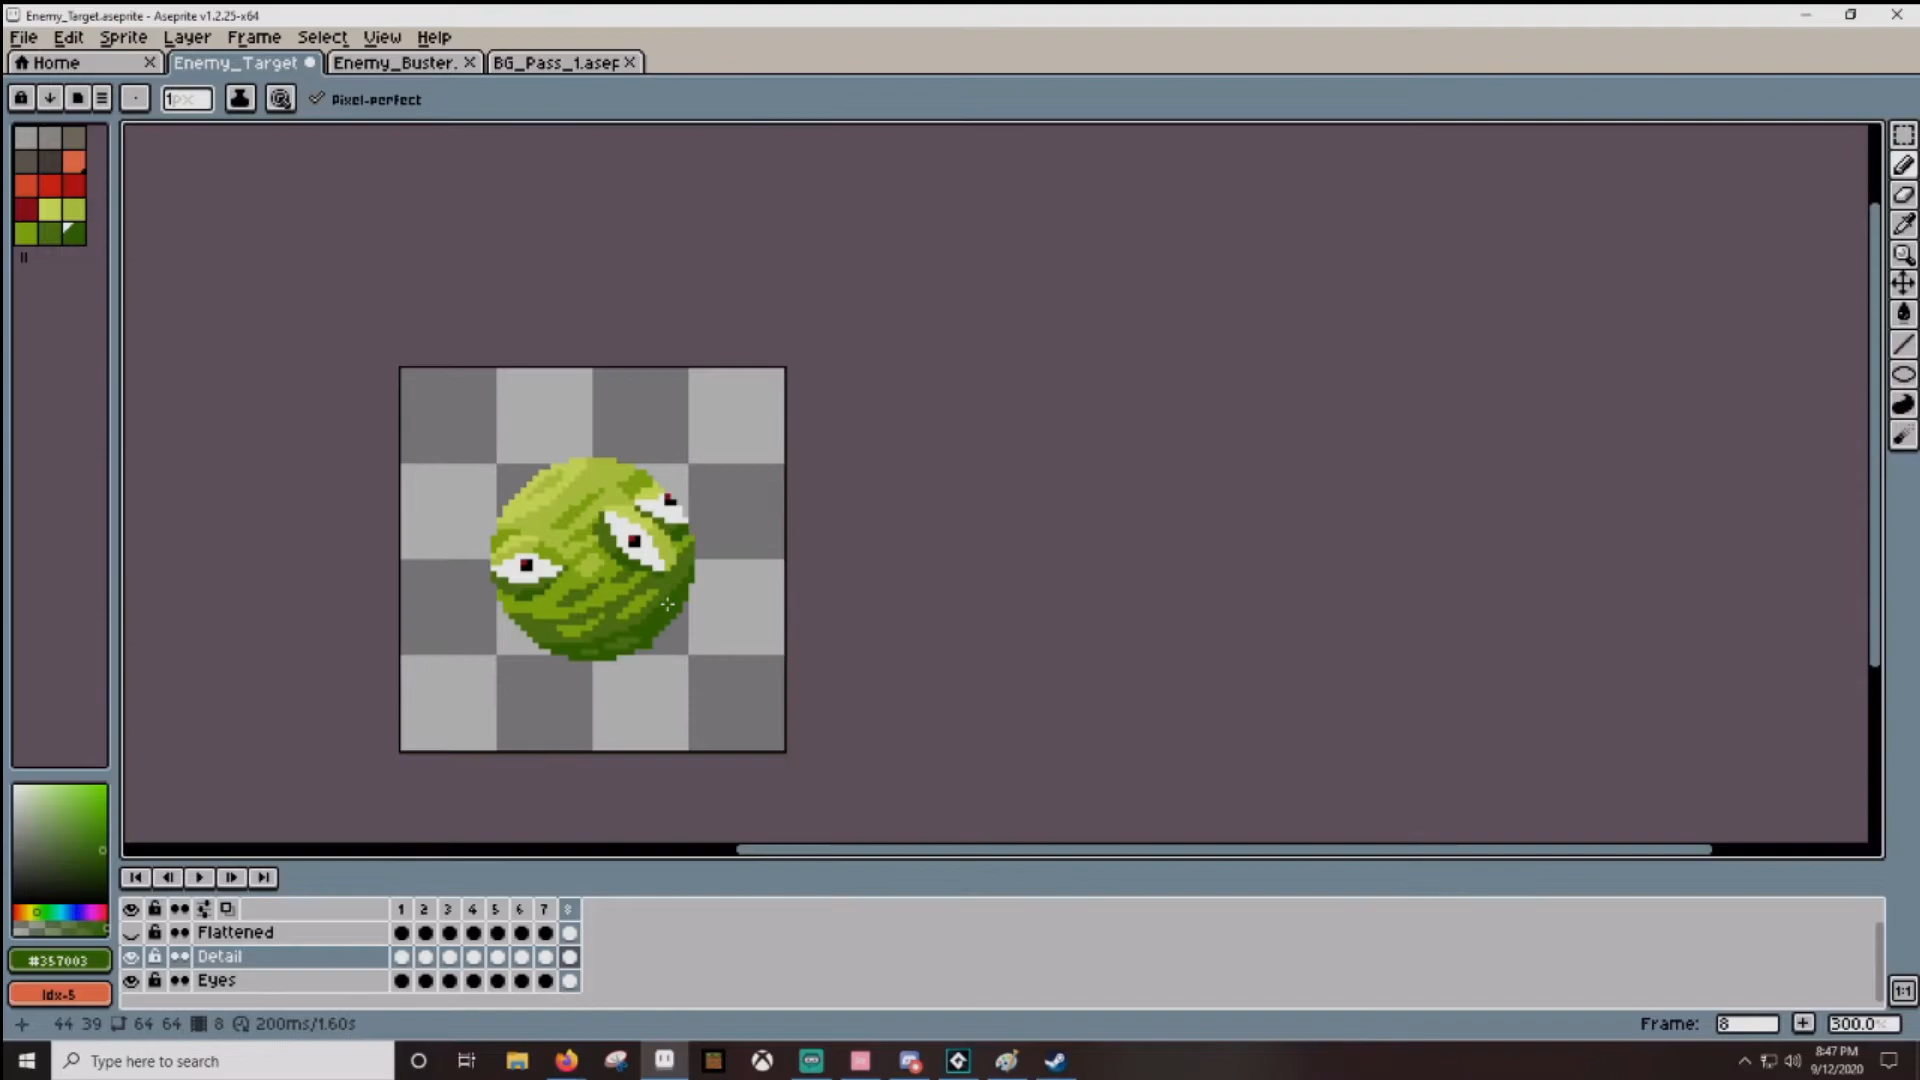 Enemy_Target.aseprite - Aseprite v1.2.25-x64
File Edit Sprite Layer Frame Select View Help
Home Enemy_Target Enemy_Buster. BG_Pass_1.asep
1px Pixel-perfect
1 2 3 4 5 6 7 8
Flattened
Detail
Eyes
#357003
Idx-5
44 39 64 64 8 200ms/1.60s
Frame: 8 300.0%
1:1
Type here to search
8:47 PM
9/12/2020